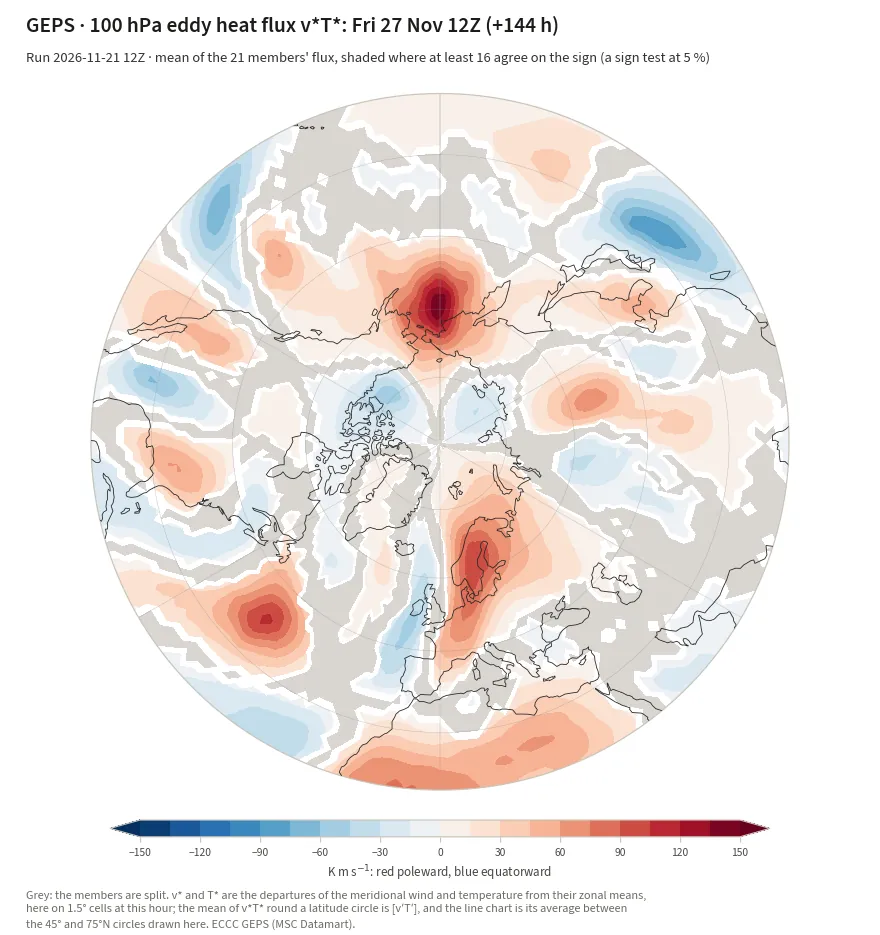 GEPS · 100 hPa eddy heat flux v*T*: Fri 27 Nov 12Z (+144 h)
Run 2026-11-21 12Z · mean of the 21 members' flux, shaded where at least 16 agree on the sign (a sign test at 5 %)
−150 −120 −90 −60 −30 0 30 60 90 120 150
K m s⁻¹: red poleward, blue equatorward
Grey: the members are split. v* and T* are the departures of the meridional wind and temperature from their zonal means,
here on 1.5° cells at this hour; the mean of v*T* round a latitude circle is [v′T′], and the line chart is its average between
the 45° and 75°N circles drawn here. ECCC GEPS (MSC Datamart).